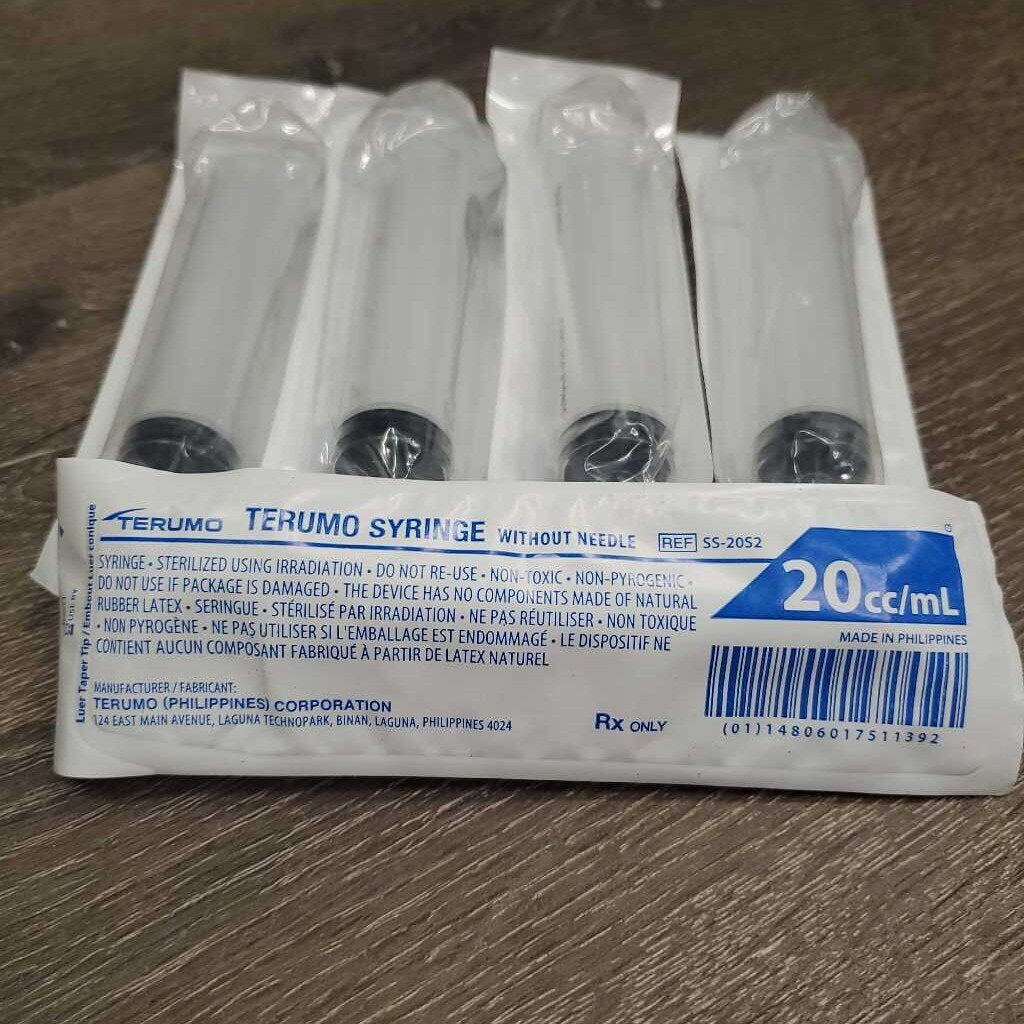 TERUMO TERUMO SYRINGE WITHOUT NEEDLE REF SS-20S2
SYRINGE • STERILIZED USING IRRADIATION • DO NOT RE-USE • NON-TOXIC • NON-PYROGENIC •
DO NOT USE IF PACKAGE IS DAMAGED • THE DEVICE HAS NO COMPONENTS MADE OF NATURAL
RUBBER LATEX • SERINGUE • STÉRILISÉ PAR IRRADIATION • NE PAS RÉUTILISER • NON TOXIQUE
• NON PYROGÈNE • NE PAS UTILISER SI L'EMBALLAGE EST ENDOMMAGÉ • LE DISPOSITIF NE
CONTIENT AUCUN COMPOSANT FABRIQUÉ À PARTIR DE LATEX NATUREL
20cc/mL
MADE IN PHILIPPINES
MANUFACTURER / FABRICANT:
TERUMO (PHILIPPINES) CORPORATION
124 EAST MAIN AVENUE, LAGUNA TECHNOPARK, BINAN, LAGUNA, PHILIPPINES 4024
Rx ONLY
(01)14806017511392
Luer Taper Tip / Embout Luer conique
USE BY